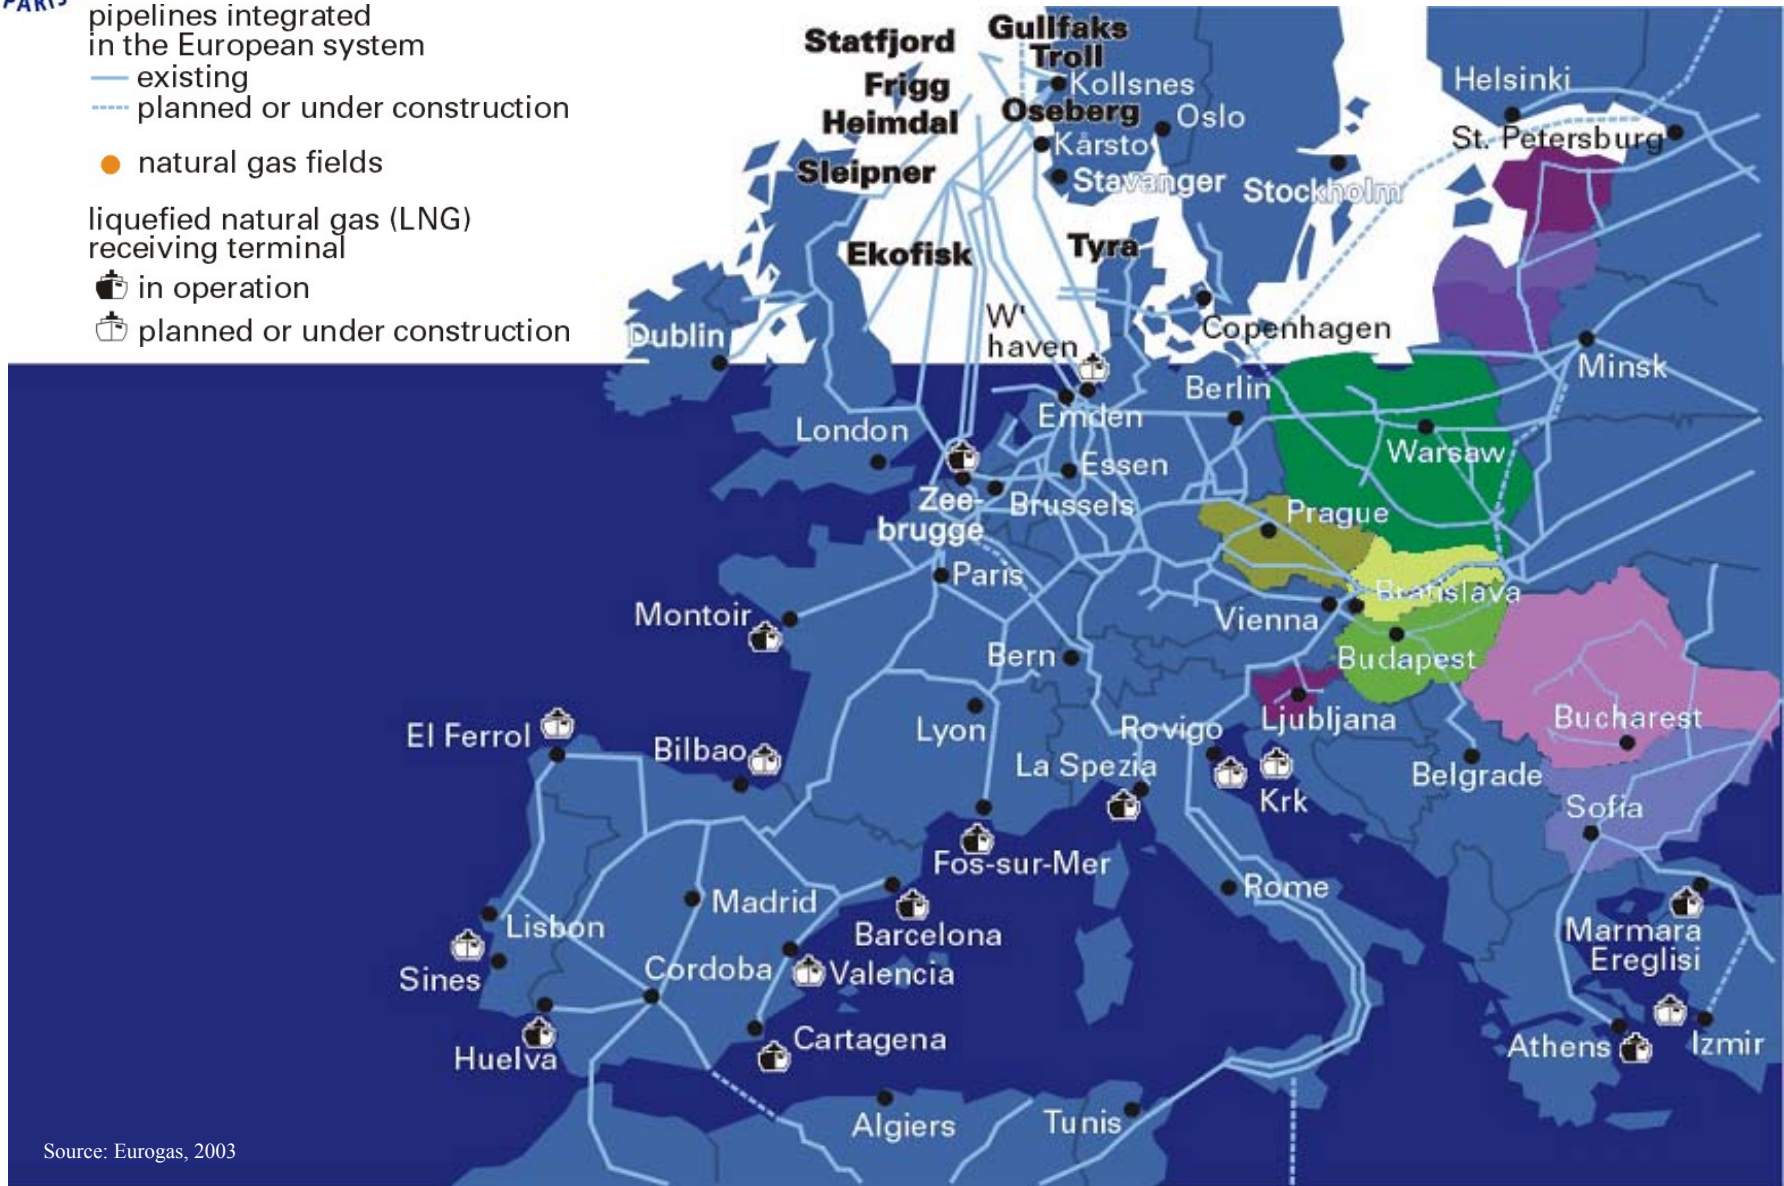 PARIS
pipelines integrated
in the European system
existing
planned or under construction
natural gas fields
liquefied natural gas (LNG)
receiving terminal
in operation
planned or under construction
Statfjord
Gullfaks
Troll
Frigg
Kollsnes
Oseberg
Heimdal
Oslo
Kårsto
Sleipner
Stavanger
Stockholm
Helsinki
St. Petersburg
Ekofisk
Tyra
Dublin
W'
haven
Copenhagen
Minsk
Berlin
Emden
London
Warsaw
Essen
Zee-
brugge
Brussels
Prague
Paris
Bratislava
Montoir
Vienna
Bern
Budapest
El Ferrol
Bilbao
Lyon
Rovigo
Ljubljana
Bucharest
La Spezia
Belgrade
Krk
Sofia
Fos-sur-Mer
Rome
Madrid
Lisbon
Barcelona
Marmara
Ereglisi
Sines
Cordoba
Valencia
Huelva
Cartagena
Athens
Izmir
Algiers
Tunis
Source: Eurogas, 2003